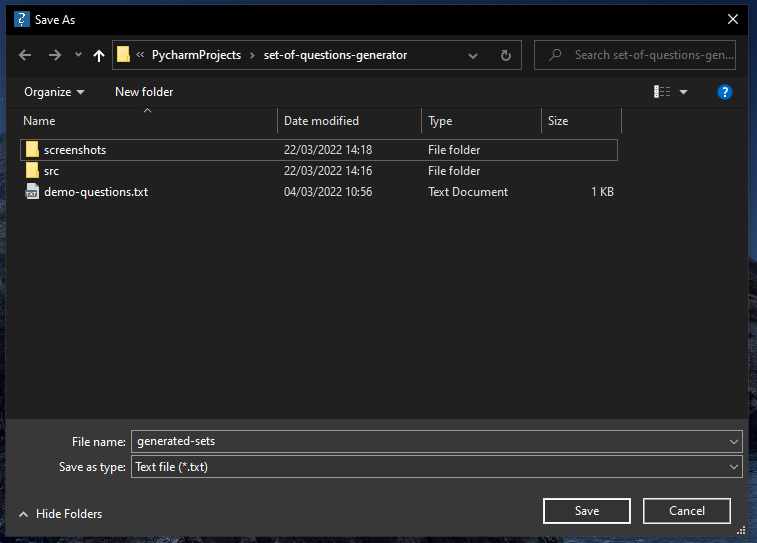 Save As
PycharmProjects set-of-questions-generator Search set-of-questions-gen...
Organize New folder
Name Date modified Type Size
screenshots 22/03/2022 14:18 File folder
src 22/03/2022 14:16 File folder
demo-questions.txt 04/03/2022 10:56 Text Document 1 KB
File name: generated-sets
Save as type: Text file (*.txt)
Hide Folders Save Cancel